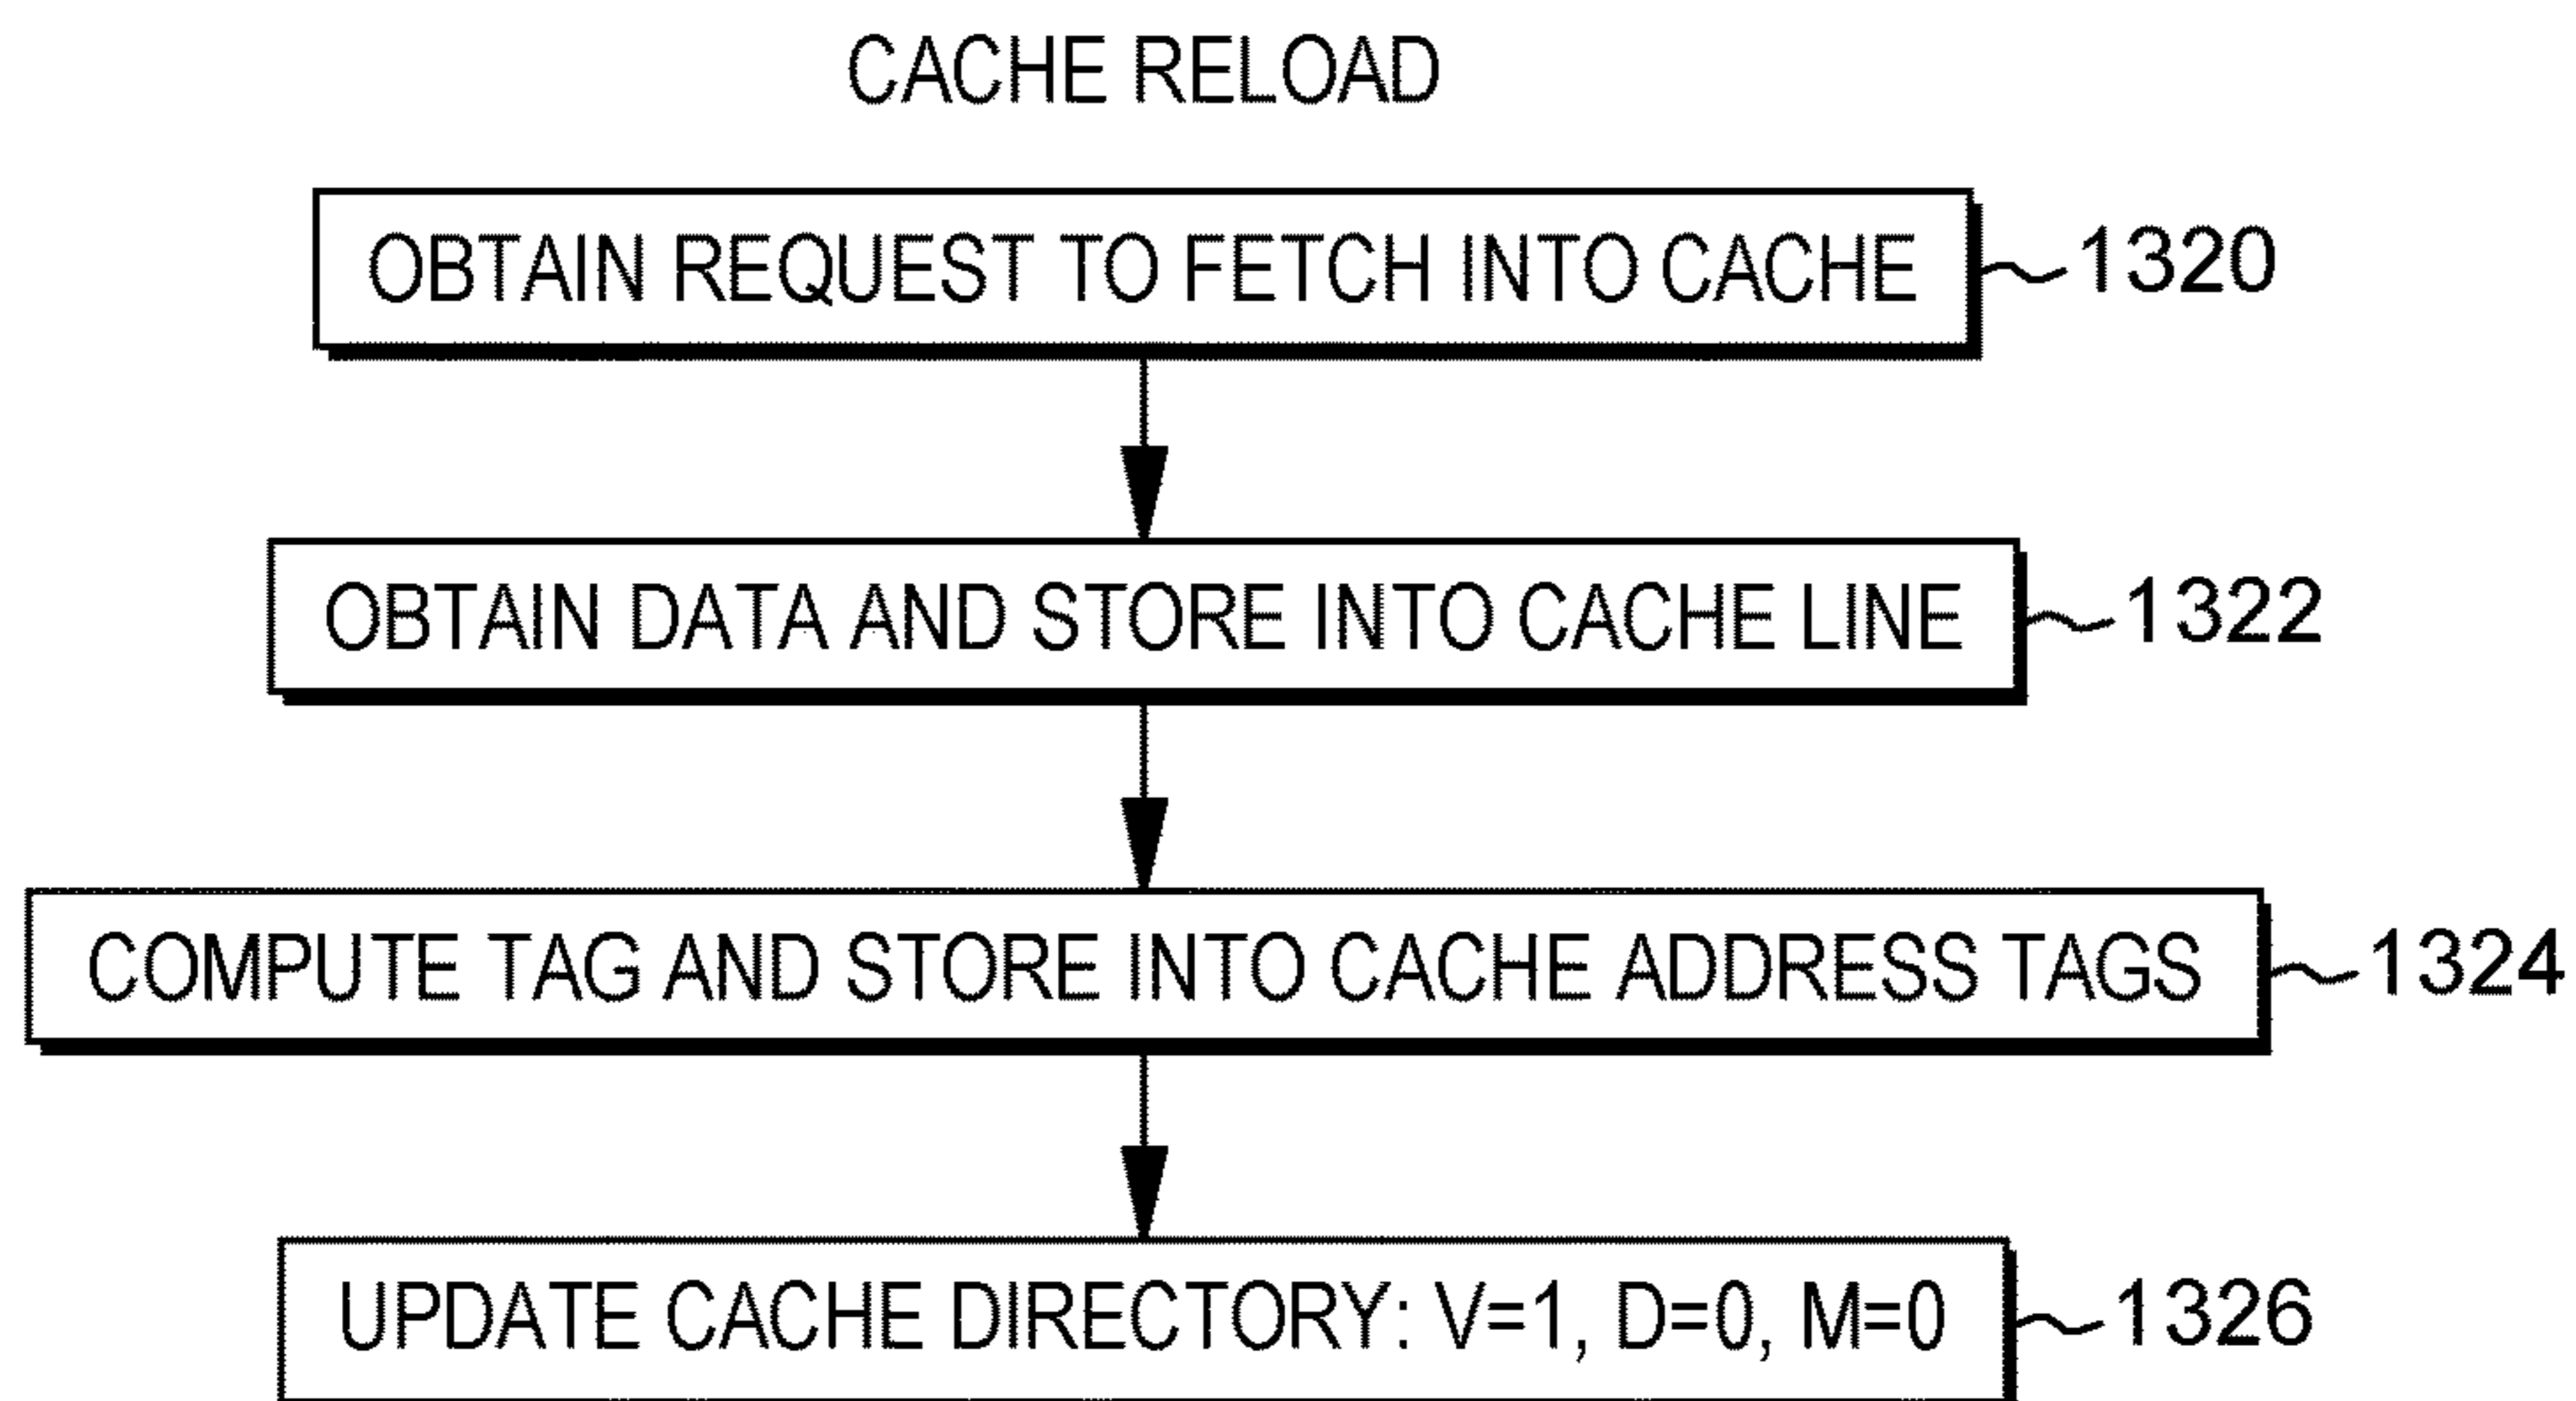 CACHE RELOAD
OBTAIN REQUEST TO FETCH INTO CACHE 1320
OBTAIN DATA AND STORE INTO CACHE LINE 1322
COMPUTE TAG AND STORE INTO CACHE ADDRESS TAGS 1324
UPDATE CACHE DIRECTORY: V=1, D=0, M=0 1326